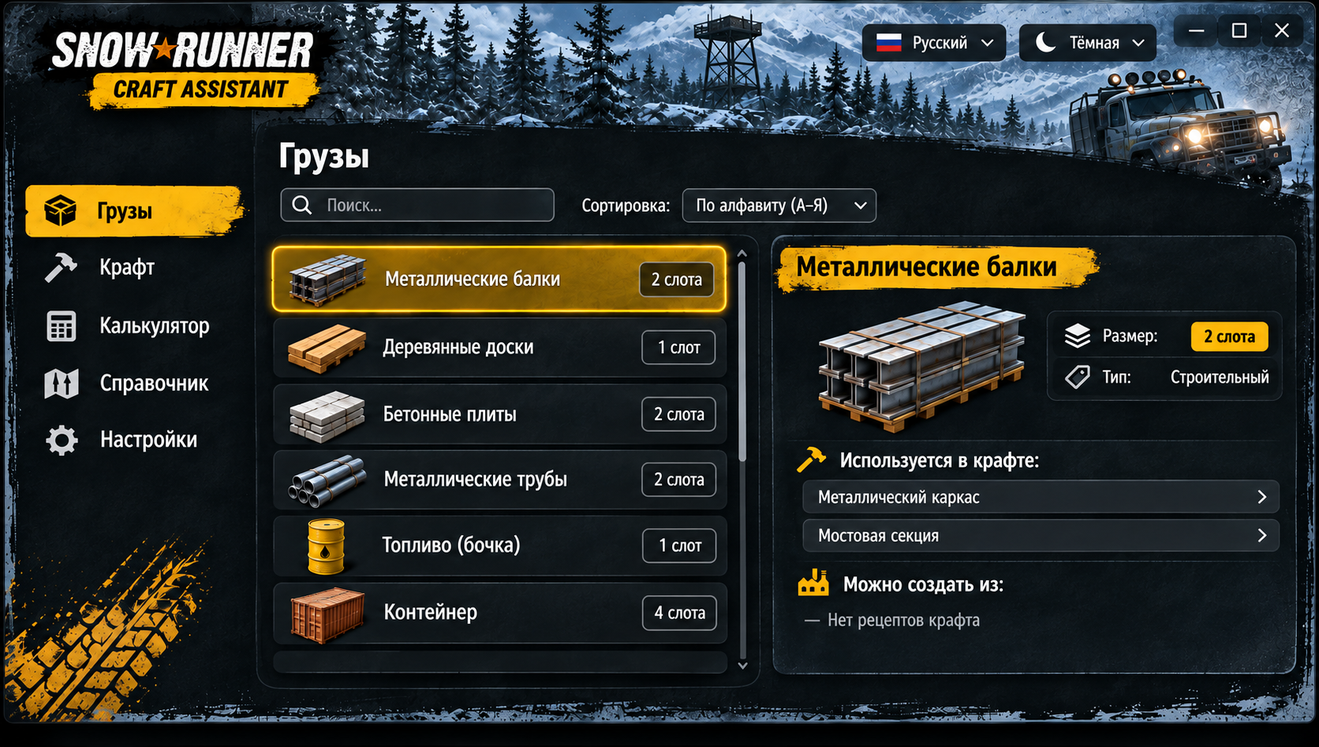 SNOW★RUNNER
CRAFT ASSISTANT
Русский
Тёмная
Грузы
Крафт
Калькулятор
Справочник
Настройки
Грузы
Поиск...
Сортировка:
По алфавиту (А–Я)
Металлические балки
2 слота
Деревянные доски
1 слот
Бетонные плиты
2 слота
Металлические трубы
2 слота
Топливо (бочка)
1 слот
Контейнер
4 слота
Металлические балки
Размер:
2 слота
Тип:
Строительный
Используется в крафте:
Металлический каркас
Мостовая секция
Можно создать из:
— Нет рецептов крафта